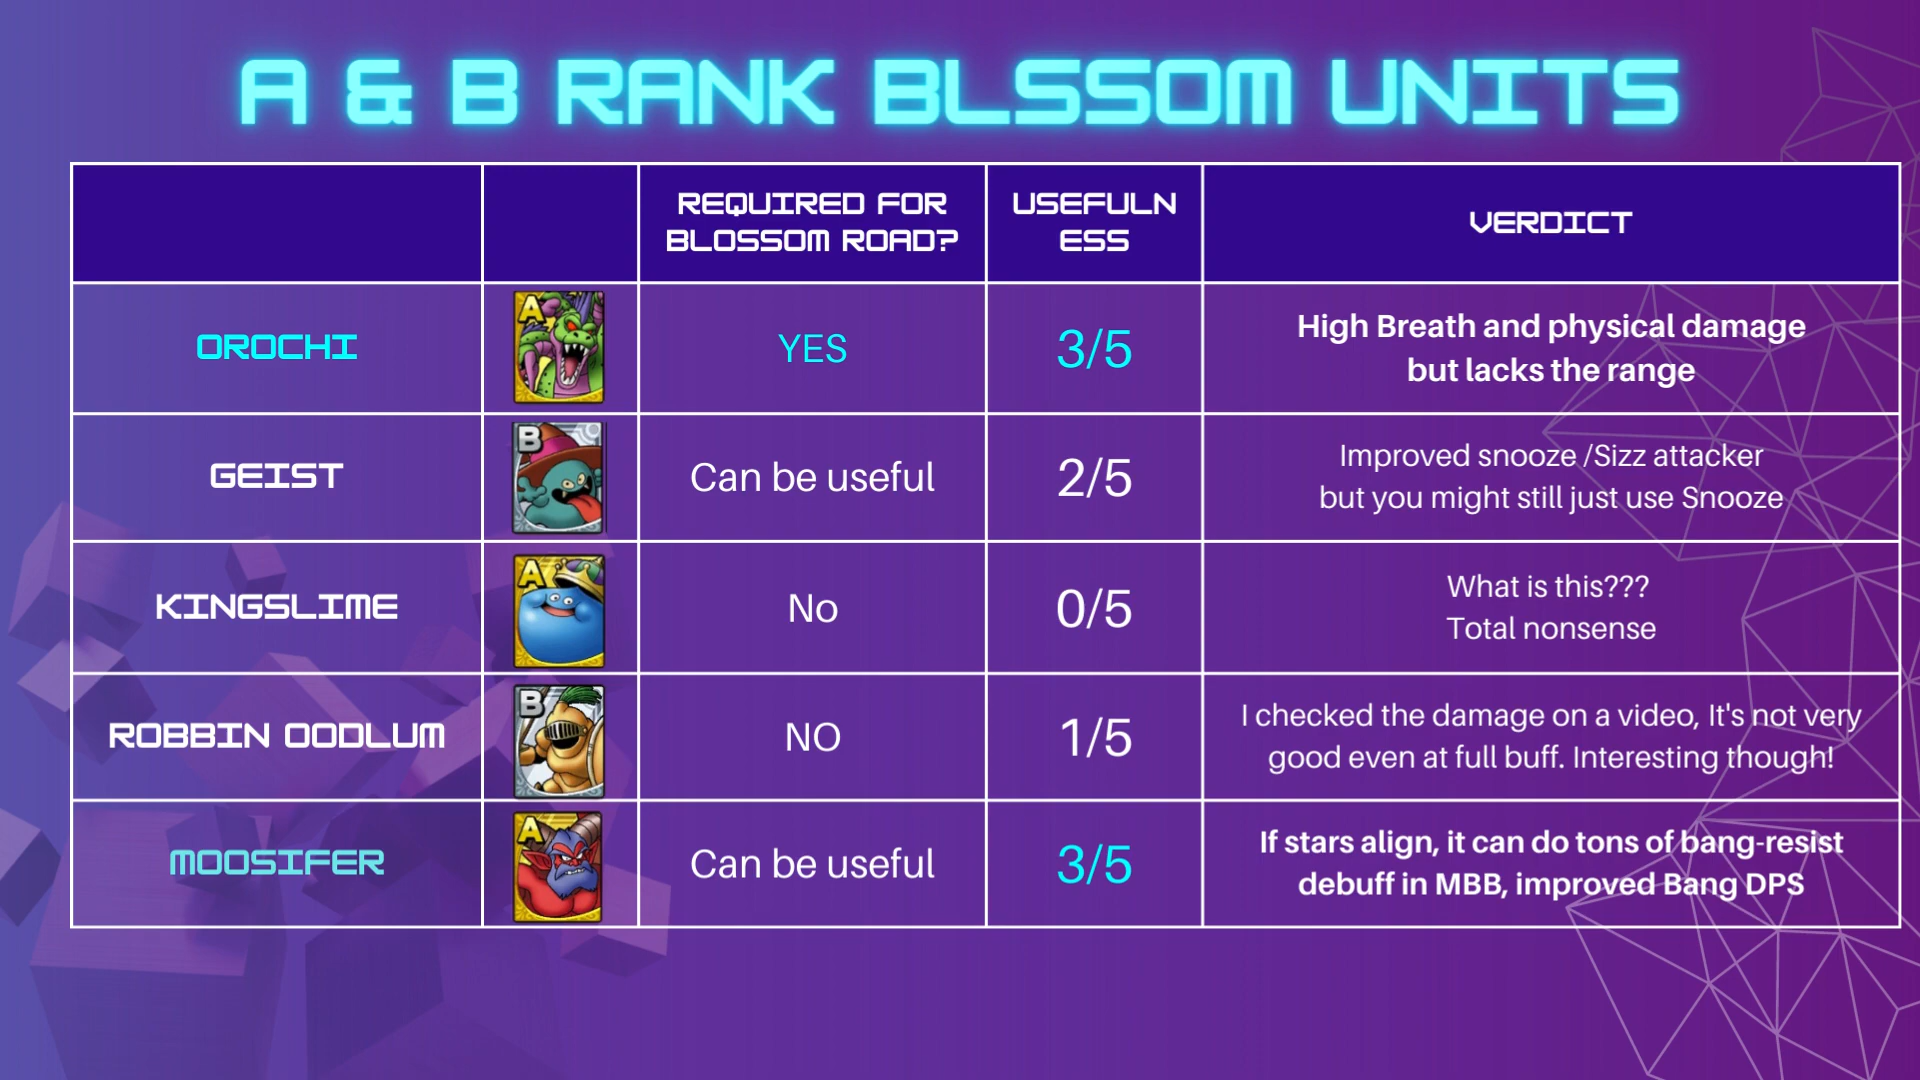 A & B RANK BLSSOM UNITS
REQUIRED FOR
BLOSSOM ROAD?
USEFULN
ESS
VERDICT
OROCHI
A
YES
3/5
High Breath and physical damage
but lacks the range
GEIST
B
Can be useful
2/5
Improved snooze /Sizz attacker
but you might still just use Snooze
KINGSLIME
A
No
0/5
What is this???
Total nonsense
ROBBIN OODLUM
B
NO
1/5
I checked the damage on a video, It's not very
good even at full buff. Interesting though!
MOOSIFER
A
Can be useful
3/5
If stars align, it can do tons of bang-resist
debuff in MBB, improved Bang DPS